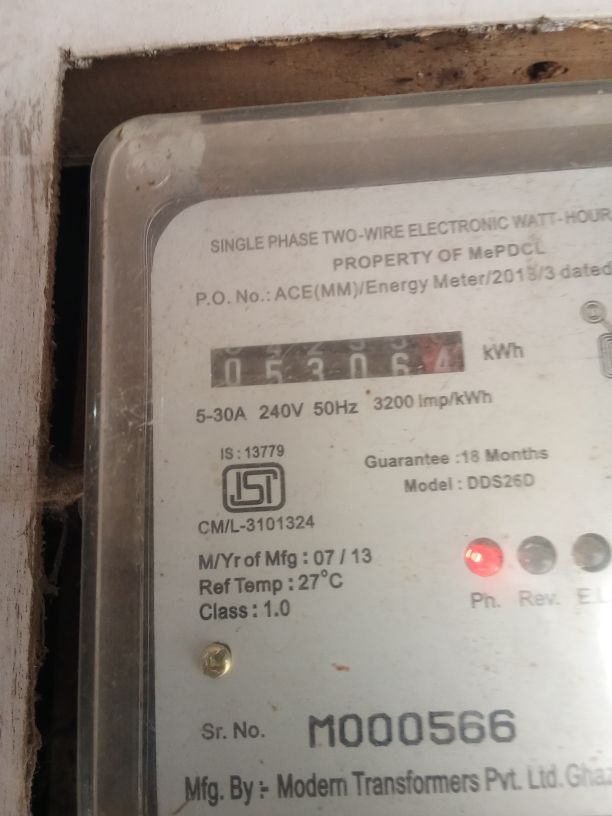 SINGLE PHASE TWO-WIRE ELECTRONIC WATT-HOUR
PROPERTY OF MePDCL
P.O. No.: ACE(MM)/Energy Meter/2013/3 dated
053064 kWh
5-30A 240V 50Hz 3200 Imp/kWh
IS : 13779
Guarantee :18 Months
ISI
Model : DDS26D
CM/L-3101324
M/Yr of Mfg : 07 / 13
Ref Temp : 27°C
Class : 1.0
Ph. Rev. E.L
Sr. No. M000566
Mfg. By :- Modern Transformers Pvt. Ltd. Ghaz